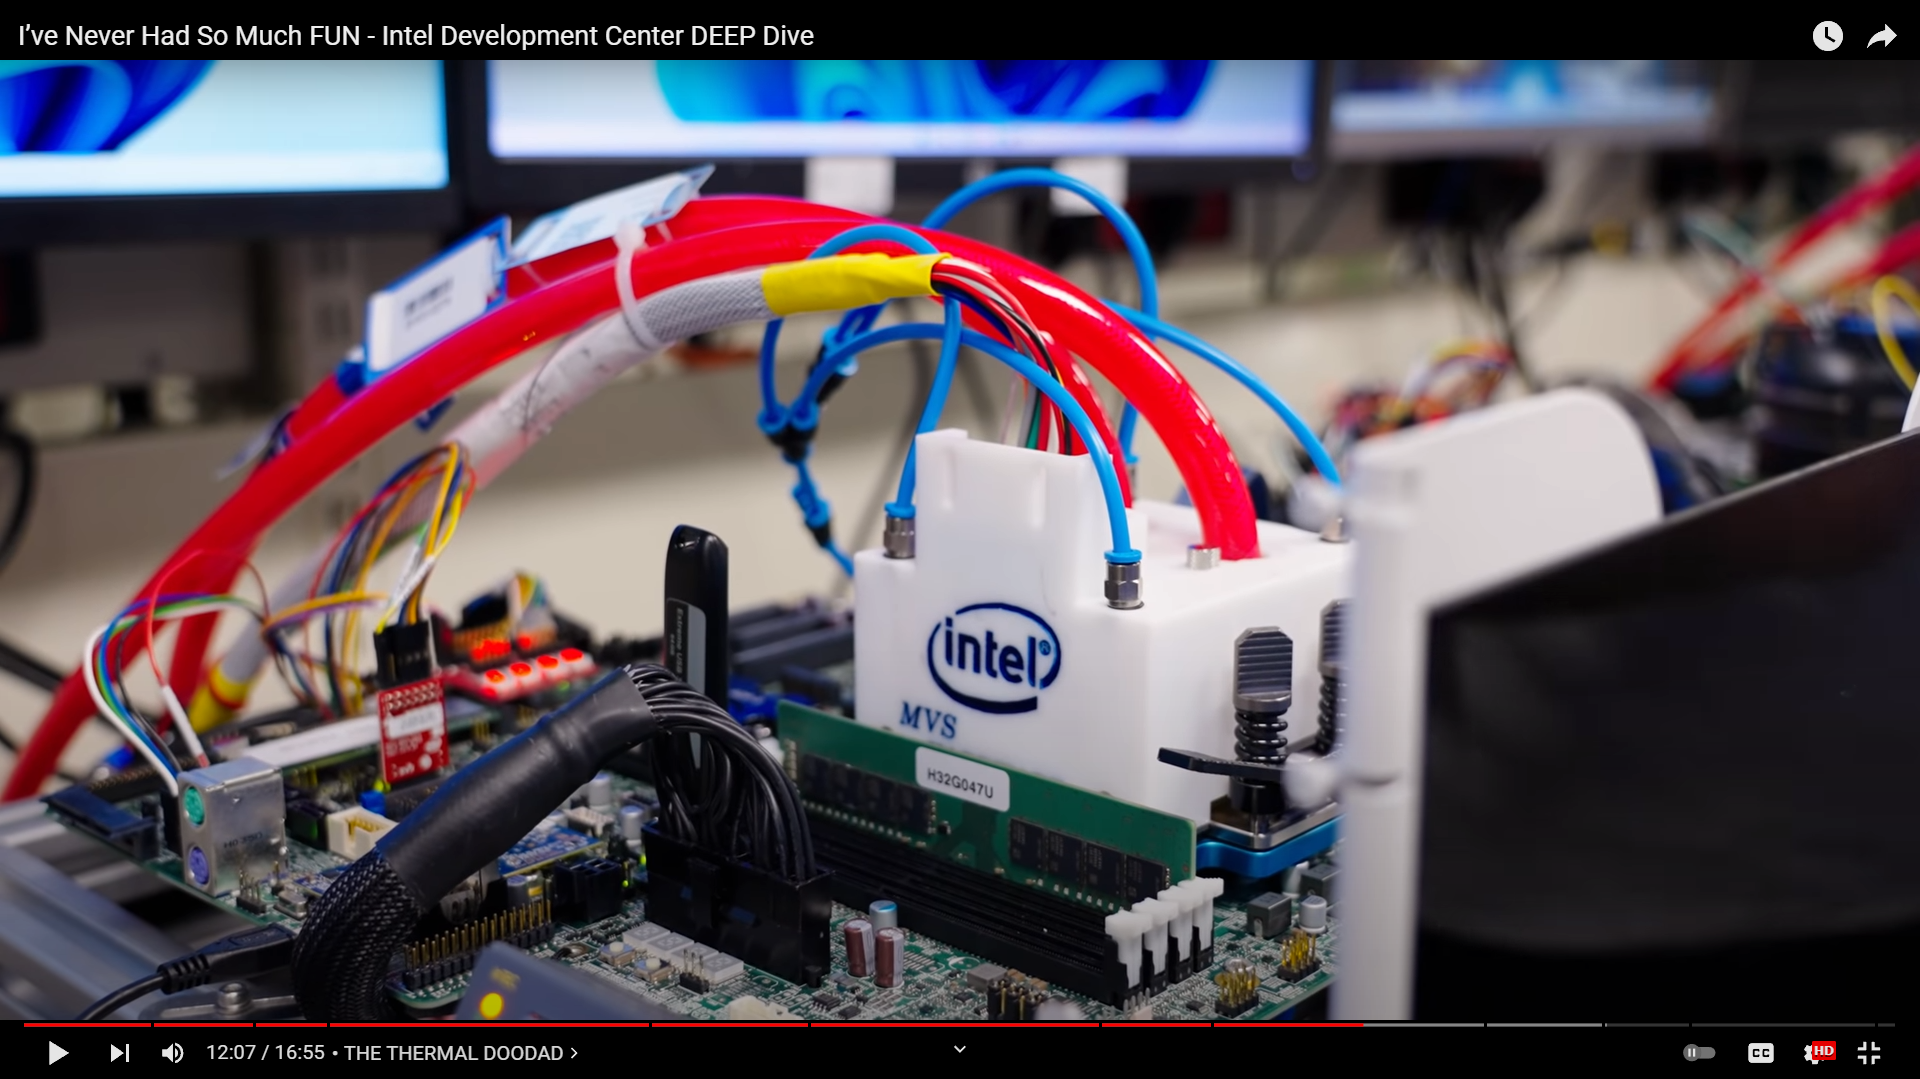 I've Never Had So Much FUN - Intel Development Center DEEP Dive
intel®
MVS
H32G047U
12:07 / 16:55 • THE THERMAL DOODAD >
CC
HD